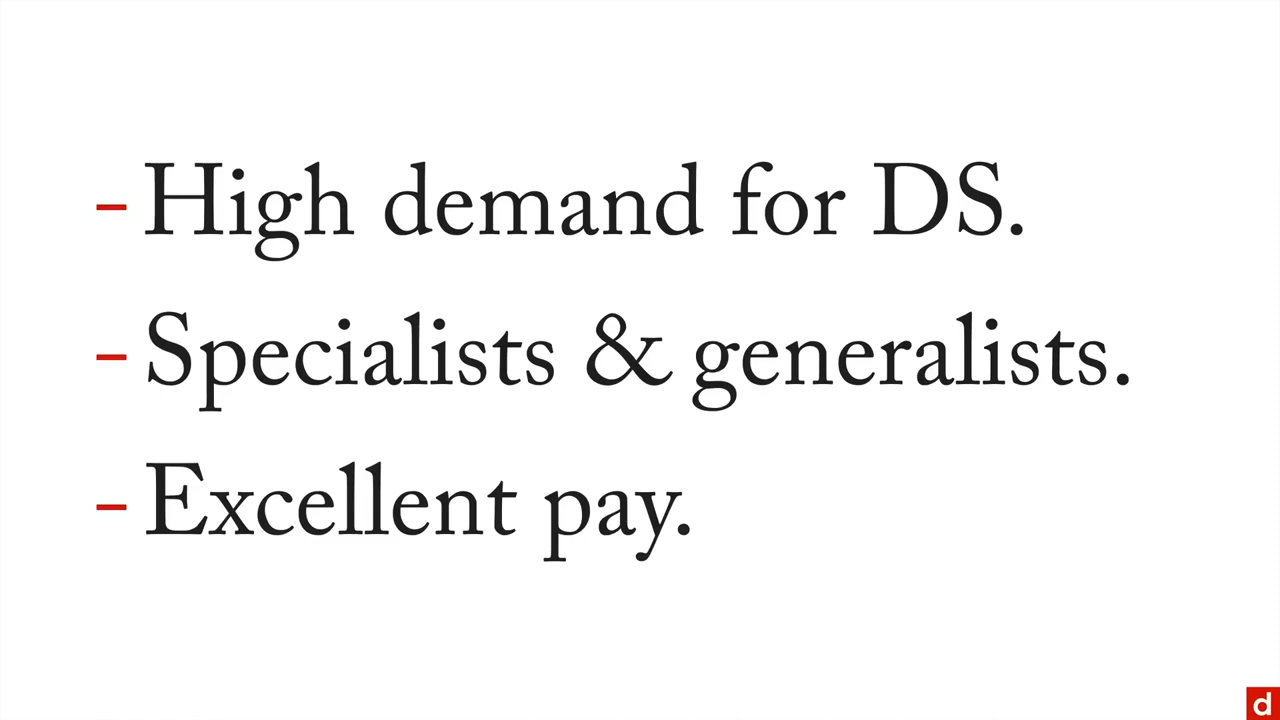 - High demand for DS.
- Specialists & generalists.
- Excellent pay.
d